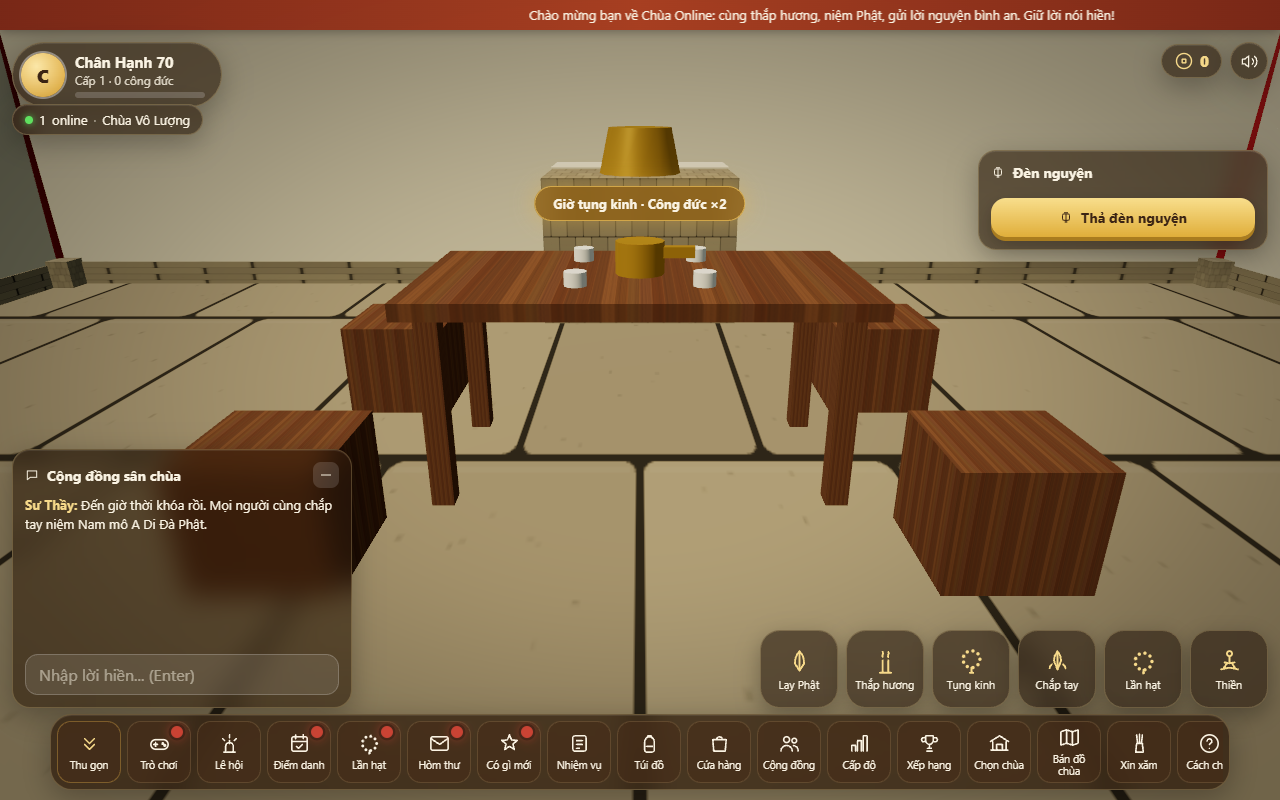 Chào mừng bạn về Chùa Online: cùng thắp hương, niệm Phật, gửi lời nguyện bình an. Giữ lời nói hiền!
C
Chân Hạnh 70
Cấp 1 · 0 công đức
0
1 online · Chùa Vô Lượng
Đèn nguyện
Thả đèn nguyện
Giờ tụng kinh · Công đức ×2
Cộng đồng sân chùa
Sư Thầy: Đến giờ thời khóa rồi. Mọi người cùng chắp
tay niệm Nam mô A Di Đà Phật.
Nhập lời hiền... (Enter)
Lạy Phật
Thắp hương
Tụng kinh
Chắp tay
Lần hạt
Thiền
Thu gọn
Trò chơi
Lễ hội
Điểm danh
Lần hạt
Hòm thư
Có gì mới
Nhiệm vụ
Túi đồ
Cửa hàng
Cộng đồng
Cấp độ
Xếp hạng
Chọn chùa
Bản đồ
chùa
Xin xăm
Cách ch